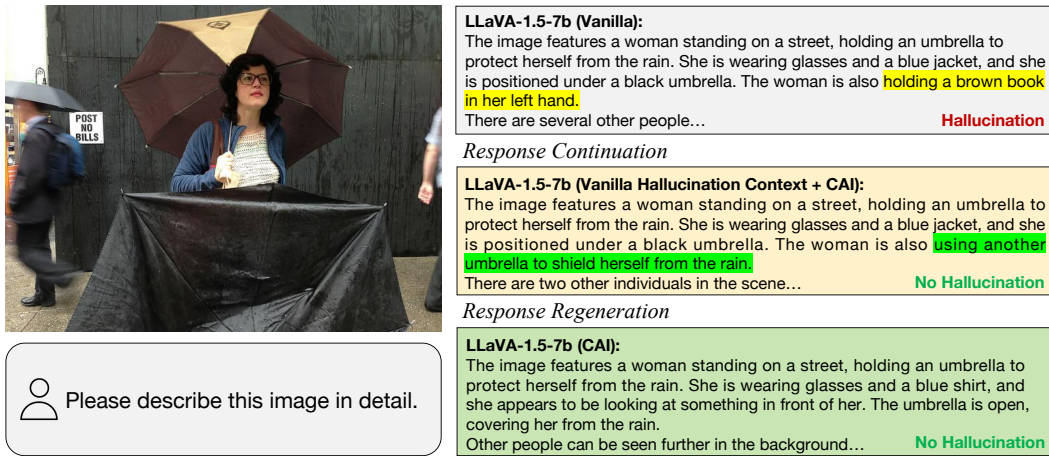 POST
NO
BILLS
Please describe this image in detail.
LLaVA-1.5-7b (Vanilla):
The image features a woman standing on a street, holding an umbrella to
protect herself from the rain. She is wearing glasses and a blue jacket, and she
is positioned under a black umbrella. The woman is also holding a brown book
in her left hand.
There are several other people… Hallucination
Response Continuation
LLaVA-1.5-7b (Vanilla Hallucination Context + CAI):
The image features a woman standing on a street, holding an umbrella to
protect herself from the rain. She is wearing glasses and a blue jacket, and she
is positioned under a black umbrella. The woman is also using another
umbrella to shield herself from the rain.
There are two other individuals in the scene… No Hallucination
Response Regeneration
LLaVA-1.5-7b (CAI):
The image features a woman standing on a street, holding an umbrella to
protect herself from the rain. She is wearing glasses and a blue shirt, and
she appears to be looking at something in front of her. The umbrella is open,
covering her from the rain.
Other people can be seen further in the background… No Hallucination